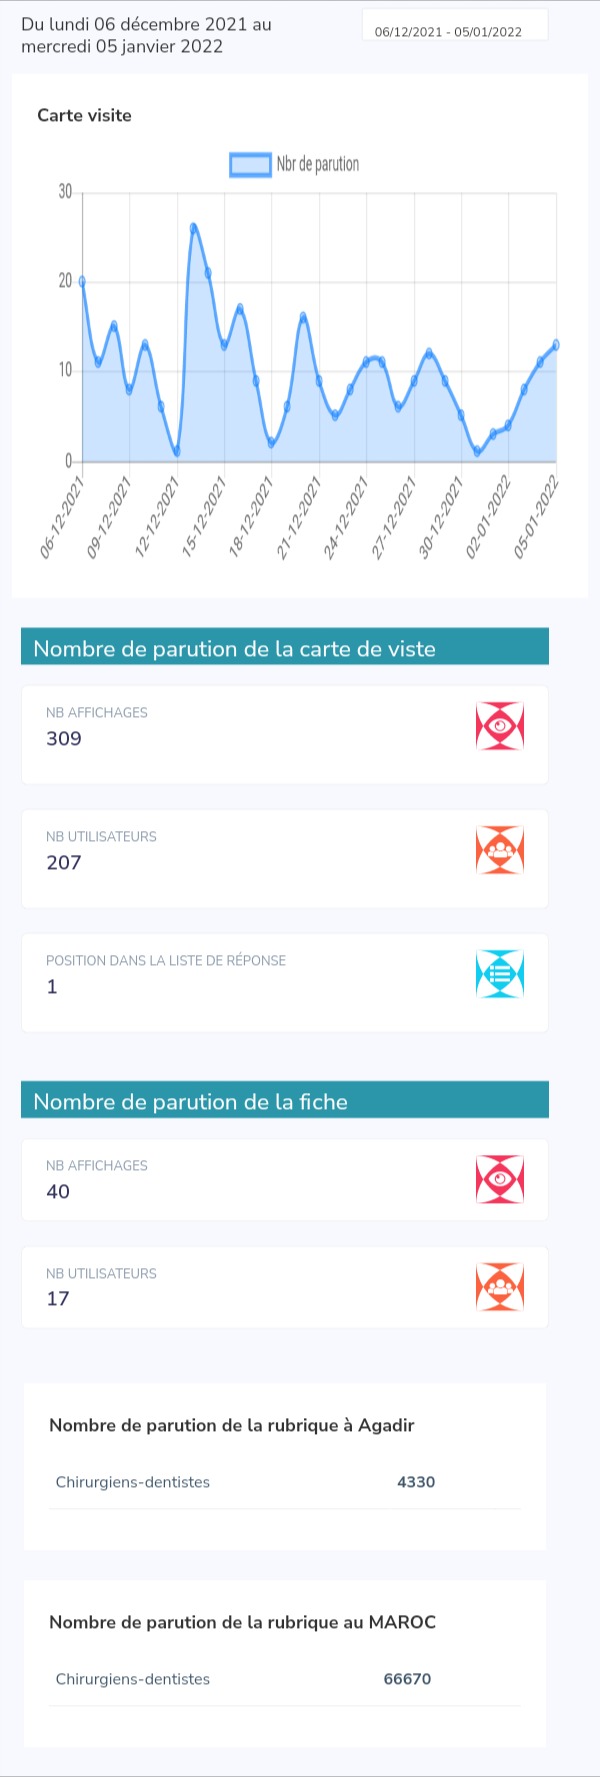 Du lundi 06 décembre 2021 au
mercredi 05 janvier 2022
06/12/2021 - 05/01/2022
Carte visite
Nbr de parution
30
20
10
0
06-12-2021
09-12-2021
12-12-2021
15-12-2021
18-12-2021
21-12-2021
24-12-2021
27-12-2021
30-12-2021
02-01-2022
05-01-2022
Nombre de parution de la carte de viste
NB AFFICHAGES
309
NB UTILISATEURS
207
POSITION DANS LA LISTE DE RÉPONSE
1
Nombre de parution de la fiche
NB AFFICHAGES
40
NB UTILISATEURS
17
Nombre de parution de la rubrique à Agadir
Chirurgiens-dentistes 4330
Nombre de parution de la rubrique au MAROC
Chirurgiens-dentistes 66670